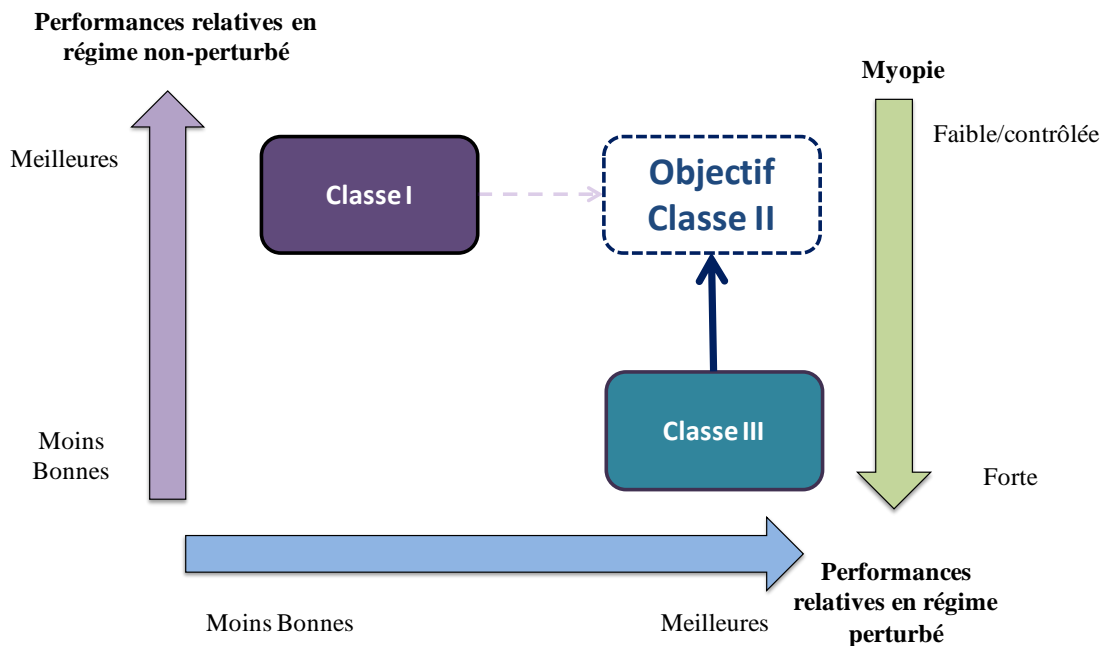 Performances relatives en
régime non-perturbé
Myopie
Meilleures
Faible/contrôlée
Classe I
Objectif
Classe II
Classe III
Moins
Bonnes
Forte
Performances
relatives en régime
perturbé
Moins Bonnes
Meilleures